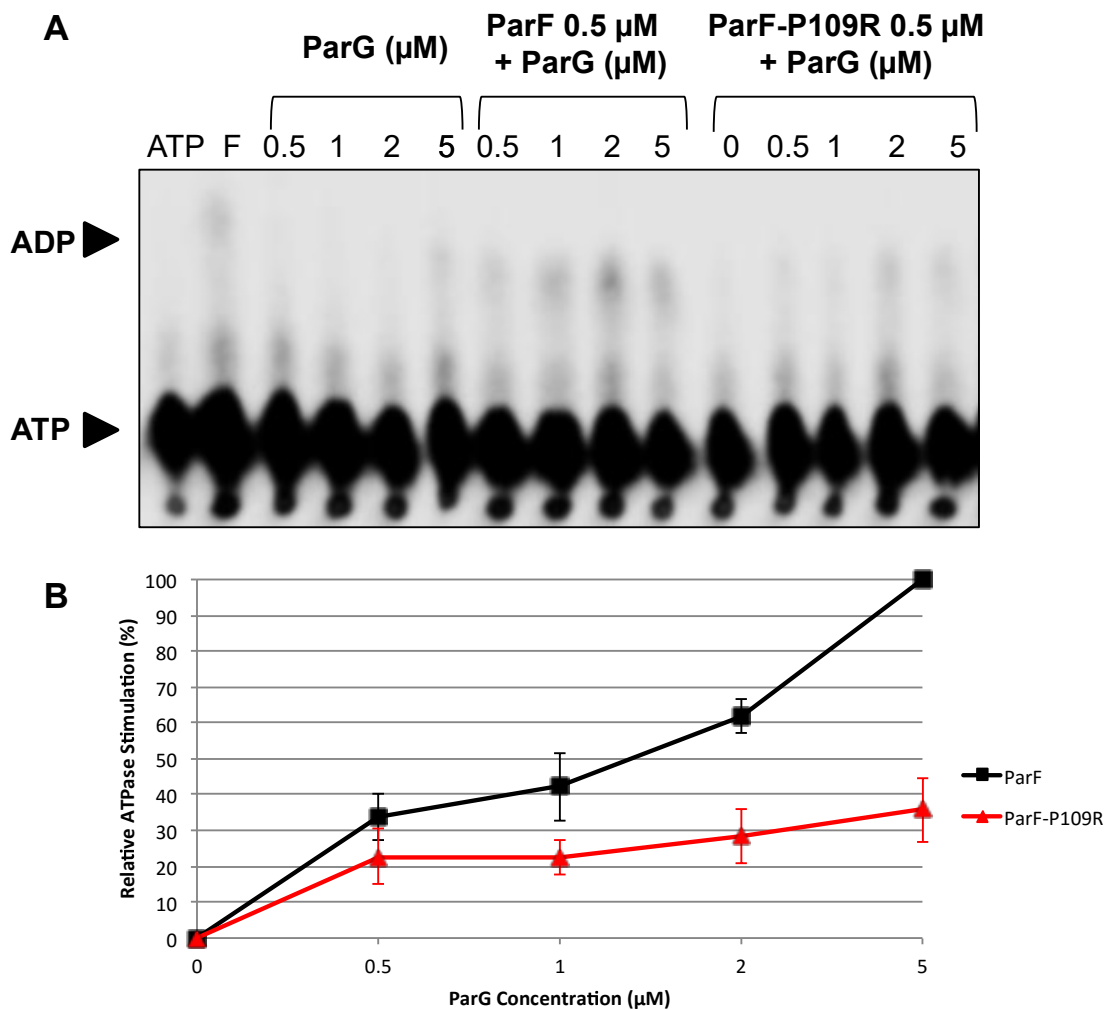 A
ParG (µM)
ParF 0.5 µM
+ ParG (µM)
ParF-P109R 0.5 µM
+ ParG (µM)
ATP F 0.5 1 2 5 0.5 1 2 5 0 0.5 1 2 5
ADP
ATP
B
Relative ATPase Stimulation (%)
100
90
80
70
60
50
40
30
20
10
0
0 0.5 1 2 5
ParG Concentration (µM)
ParF
ParF-P109R